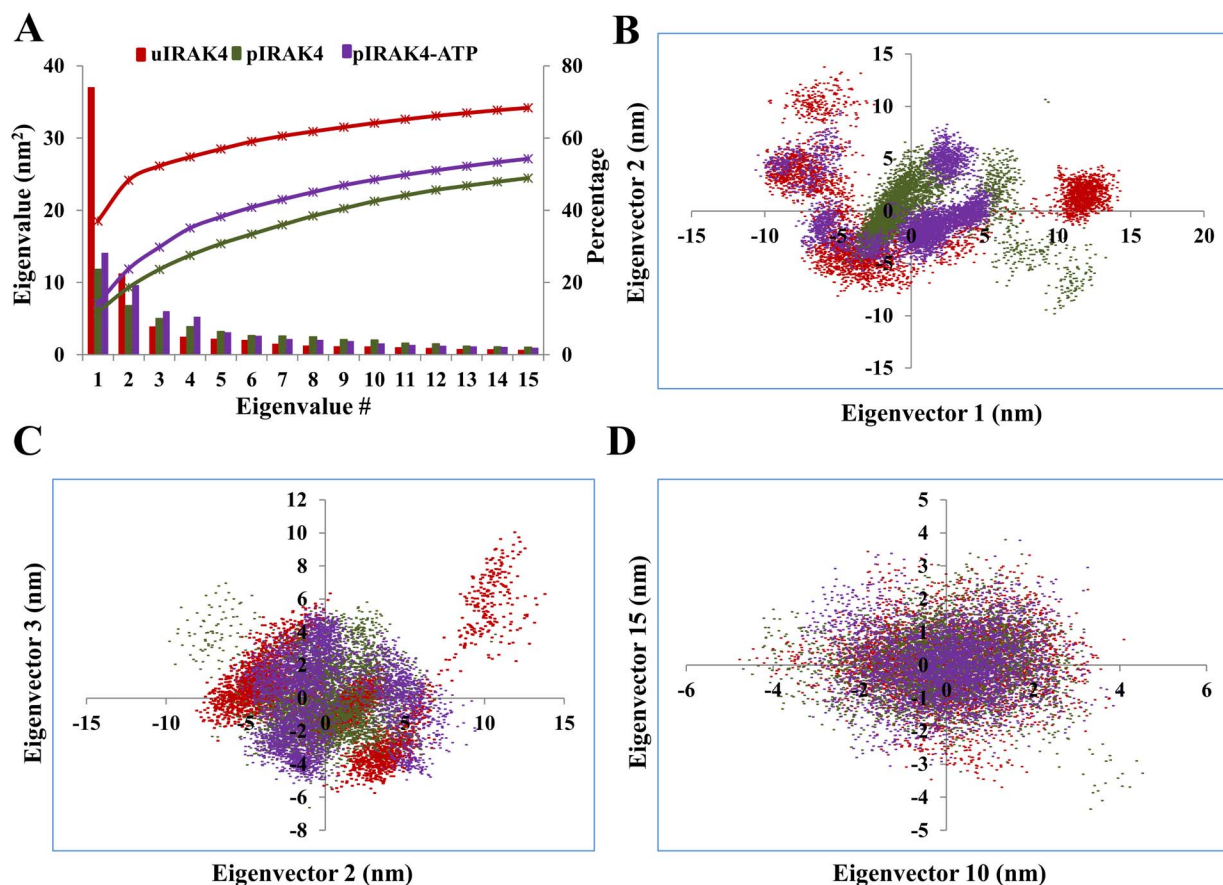 A
uIRAK4 pIRAK4 pIRAK4-ATP
40
30
20
10
0
Eigenvalue (nm²)
80
60
40
20
0
Percentage
1 2 3 4 5 6 7 8 9 10 11 12 13 14 15
Eigenvalue #
B
15
10
5
0
-5
-10
-15
-15 -10 -5 0 5 10 15 20
Eigenvector 2 (nm)
Eigenvector 1 (nm)
C
12
10
8
6
4
2
0
-2
-4
-6
-8
-15 -10 -5 0 5 10 15
Eigenvector 3 (nm)
Eigenvector 2 (nm)
D
5
4
3
2
1
0
-1
-2
-3
-4
-5
-6 -4 -2 0 2 4 6
Eigenvector 15 (nm)
Eigenvector 10 (nm)